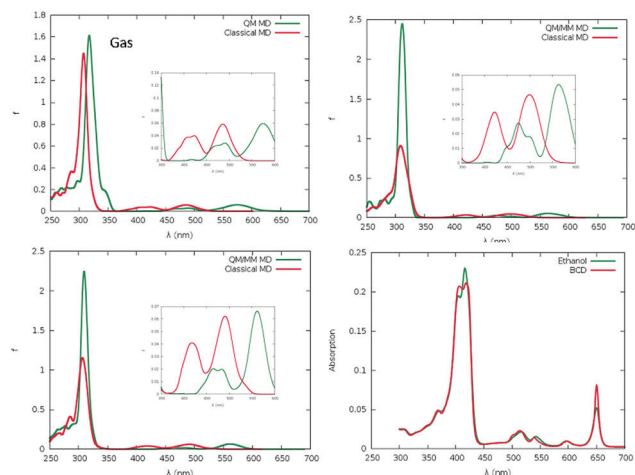 QM MD
Classical MD
Gas
f
1.8
1.6
1.4
1.2
1
0.8
0.6
0.4
0.2
0
250 300 350 400 450 500 550 600 650 700
λ (nm)
λ (nm)
QM/MM MD
Classical MD
f
2.5
2
1.5
1
0.5
0
250 300 350 400 450 500 550 600 650 700
λ (nm)
λ (nm)
QM/MM MD
Classical MD
f
2.5
2
1.5
1
0.5
0
250 300 350 400 450 500 550 600 650 700
λ (nm)
λ (nm)
Ethanol
BCD
Absorption
0.25
0.2
0.15
0.1
0.05
0
300 400 500 600 700
λ (nm)